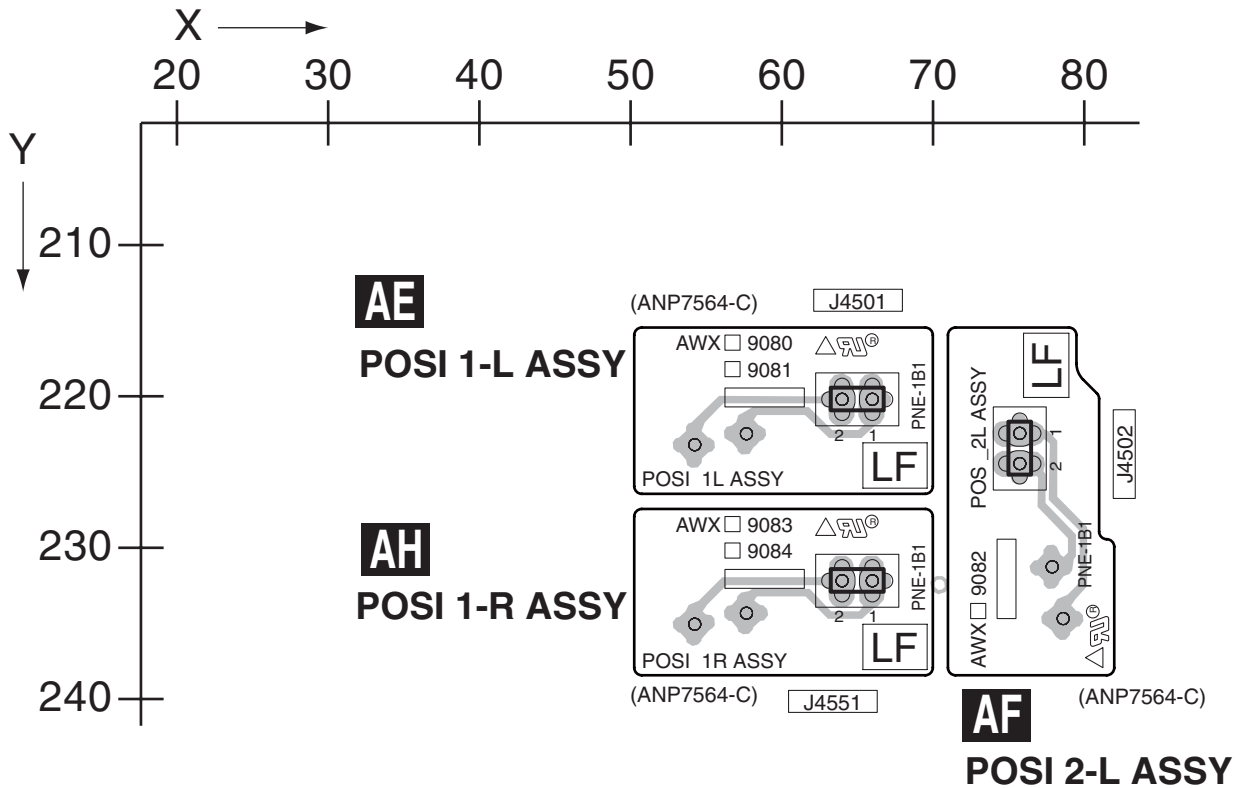 X
20 30 40 50 60 70 80
Y
210
220
230
240
AE
POSI 1-L ASSY
(ANP7564-C)
J4501
AWX 9080
9081
PNE-1B1
2 1
POSI 1L ASSY
LF
AH
POSI 1-R ASSY
AWX 9083
9084
PNE-1B1
2 1
POSI 1R ASSY
LF
(ANP7564-C)
J4551
LF
POS _2L ASSY
1
2
J4502
PNE-1B1
AWX 9082
AF
(ANP7564-C)
POSI 2-L ASSY